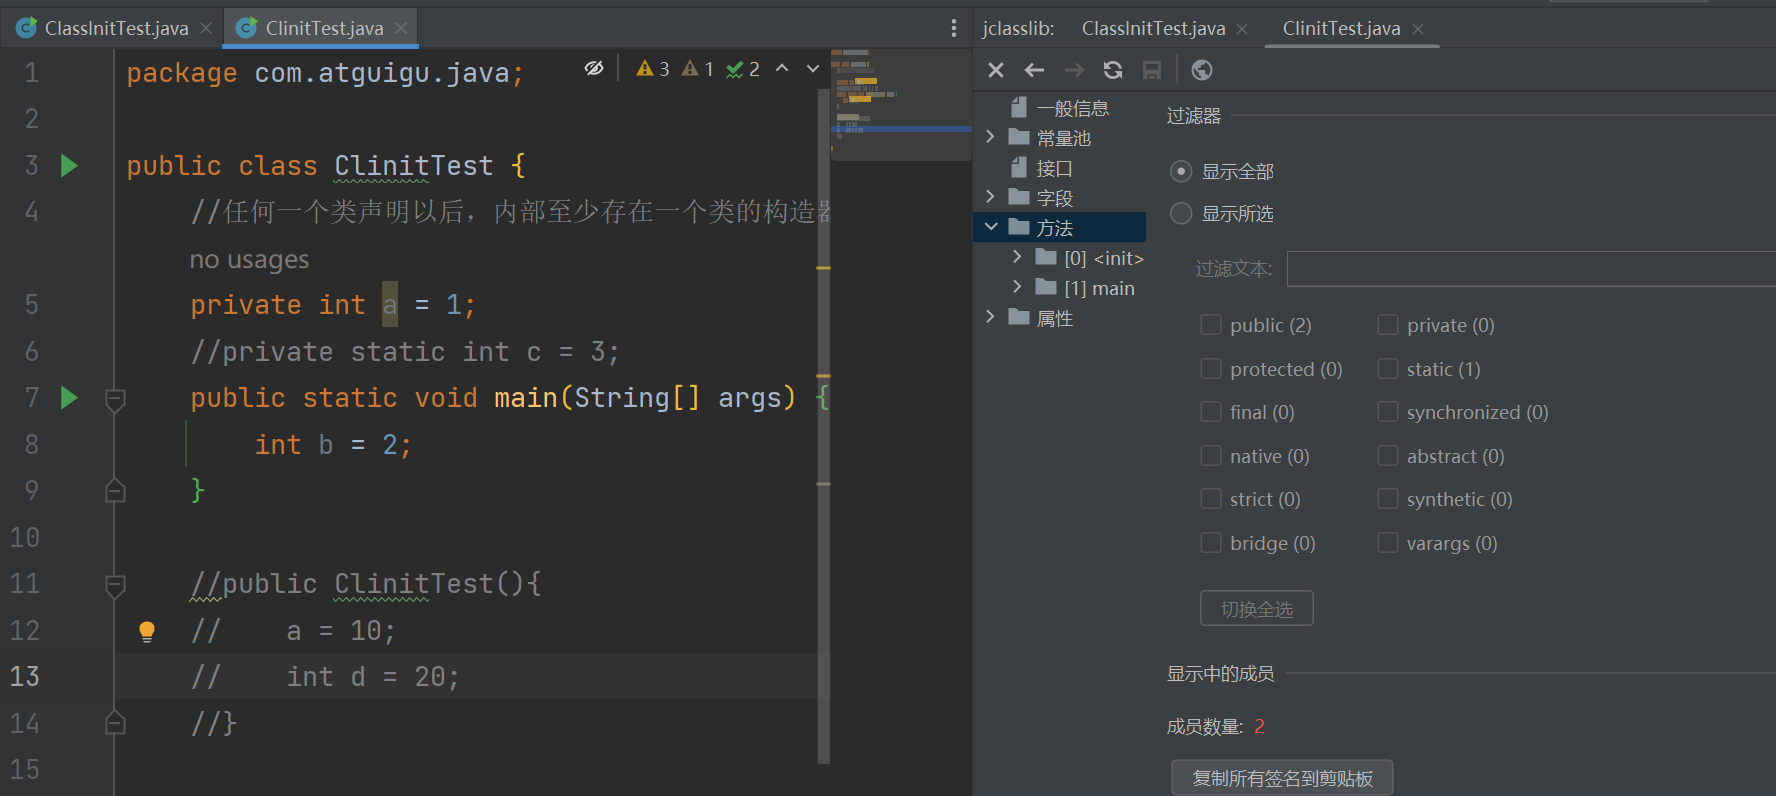 ClassInitTest.java
ClinitTest.java
jclasslib:
ClassInitTest.java
ClinitTest.java
3 1 2
1 package com.atguigu.java;
2
3 public class ClinitTest {
4 //任何一个类声明以后，内部至少存在一个类的构造器
no usages
5 private int a = 1;
6 //private static int c = 3;
7 public static void main(String[] args) {
8 int b = 2;
9 }
10
11 //public ClinitTest(){
12 // a = 10;
13 // int d = 20;
14 //}
15
一般信息
常量池
接口
字段
方法
[0] <init>
[1] main
属性
过滤器
显示全部
显示所选
过滤文本:
public (2) private (0)
protected (0) static (1)
final (0) synchronized (0)
native (0) abstract (0)
strict (0) synthetic (0)
bridge (0) varargs (0)
切换全选
显示中的成员
成员数量: 2
复制所有签名到剪贴板